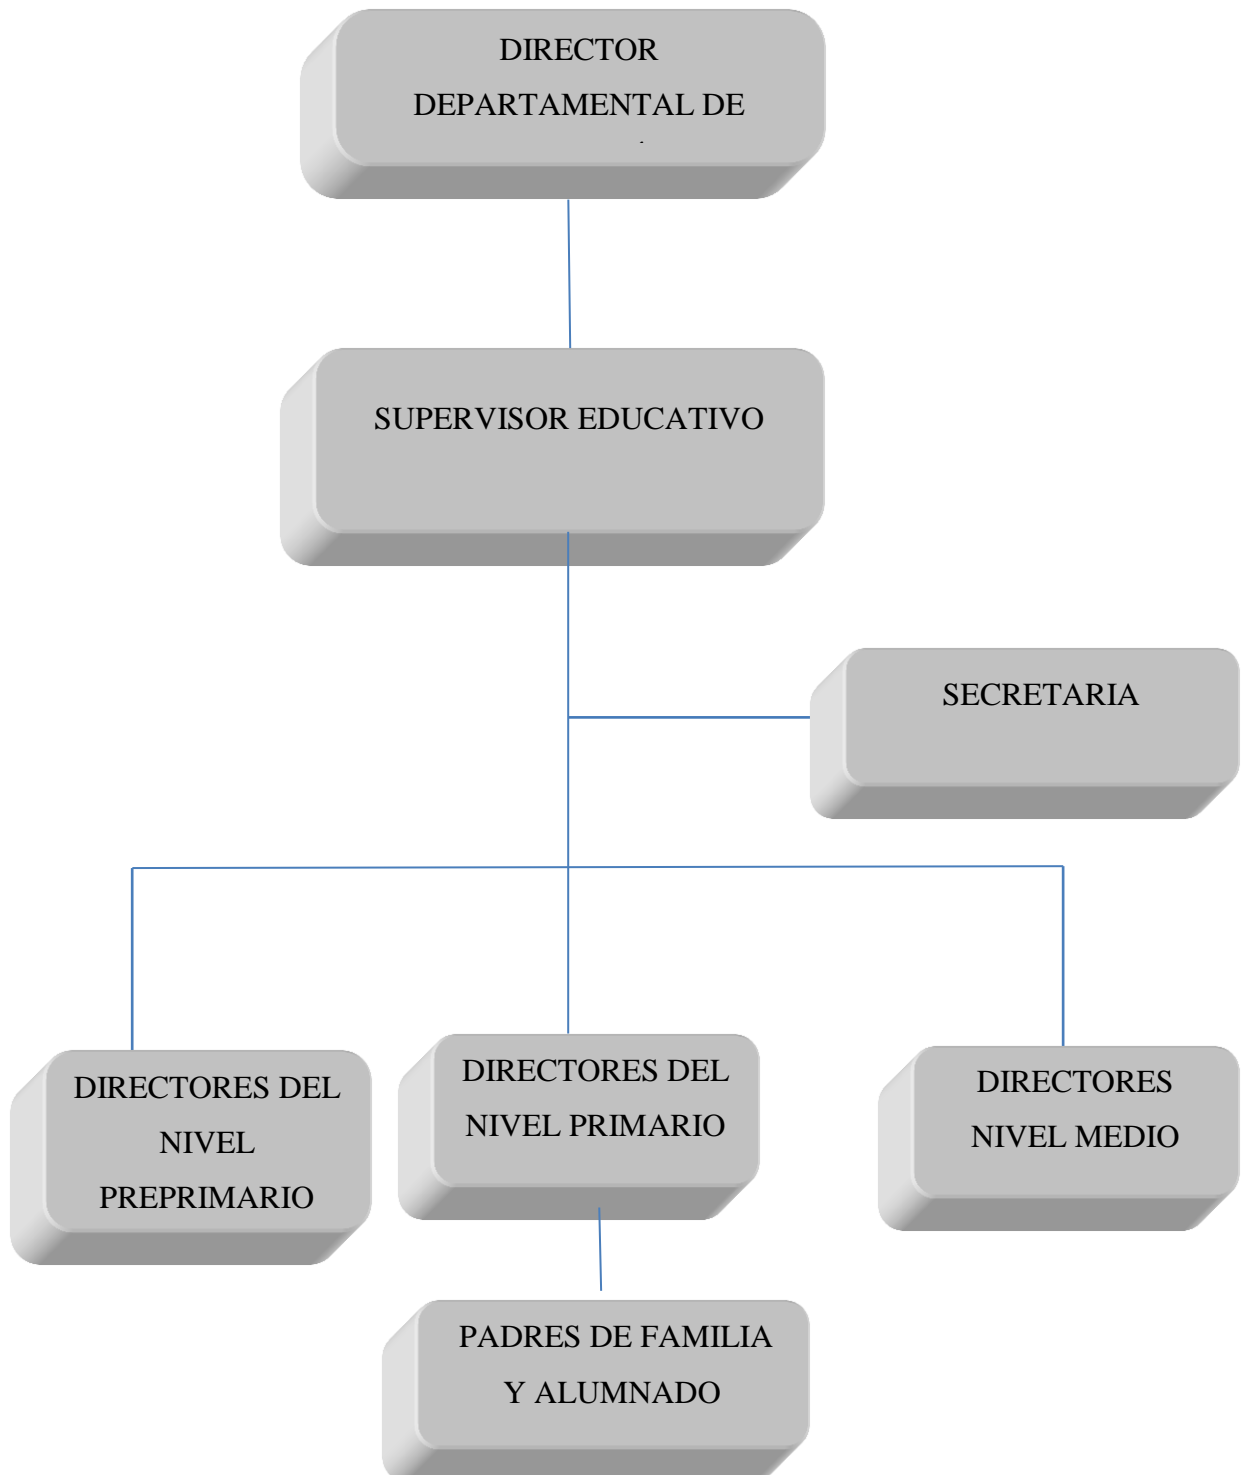 DIRECTOR
DEPARTAMENTAL DE
SUPERVISOR EDUCATIVO
SECRETARIA
DIRECTORES DEL
NIVEL
PREPRIMARIO
DIRECTORES DEL
NIVEL PRIMARIO
DIRECTORES
NIVEL MEDIO
PADRES DE FAMILIA
Y ALUMNADO